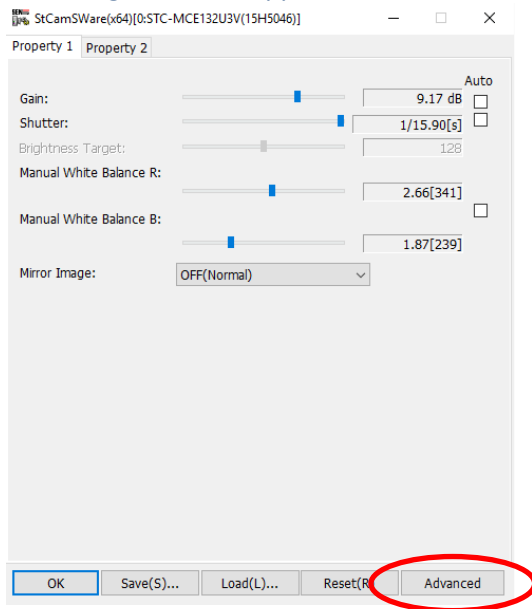 StCamSWare(x64)[0:STC-MCE132U3V(15H5046)]
Property 1 Property 2
Auto
Gain: 9.17 dB
Shutter: 1/15.90[s]
Brightness Target: 128
Manual White Balance R:
2.66[341]
Manual White Balance B:
1.87[239]
Mirror Image: OFF(Normal)
OK Save(S)... Load(L)... Reset(R Advanced